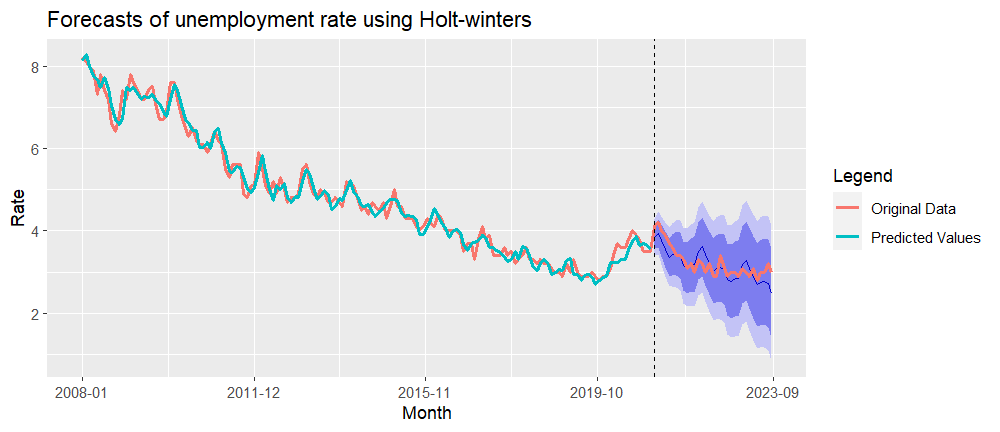 Forecasts of unemployment rate using Holt-winters
8
6
4
2
Rate
2008-01
2011-12
2015-11
2019-10
2023-09
Month
Legend
Original Data
Predicted Values